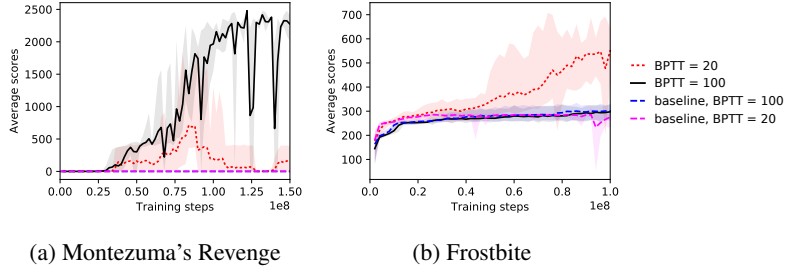 2500
2000
1500
1000
500
0
Average scores
0.00 0.25 0.50 0.75 1.00 1.25 1.50
Training steps 1e8
(a) Montezuma's Revenge
700
600
500
400
300
200
100
Average scores
0.0 0.2 0.4 0.6 0.8 1.0
Training steps 1e8
(b) Frostbite
BPTT = 20
BPTT = 100
baseline, BPTT = 100
baseline, BPTT = 20